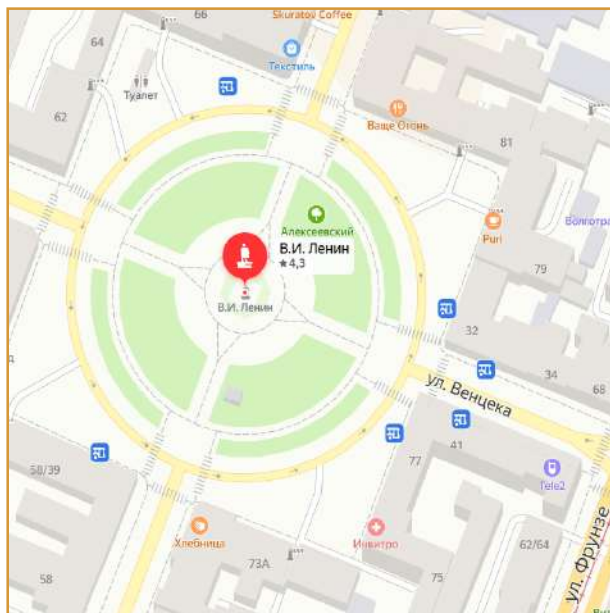 Skuratov Coffee
66
64
Текстиль
Туалет
62
Ваще Огонь
81
Алексеевский
В.И. Ленин
4,3
Puri
79
В.И. Ленин
32
34
68
ул. Венцека
41
77
58/39
Tele2
Хлебница
Инвитро
62/64
73А
75
58
ул. Фрунзе